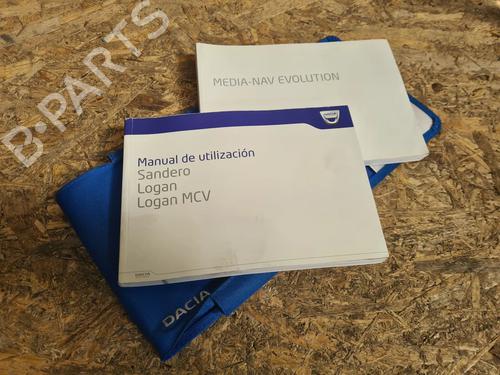 B-PARTS
MEDIA-NAV EVOLUTION
Manual de utilización
Sandero
Logan
Logan MCV
DACIA